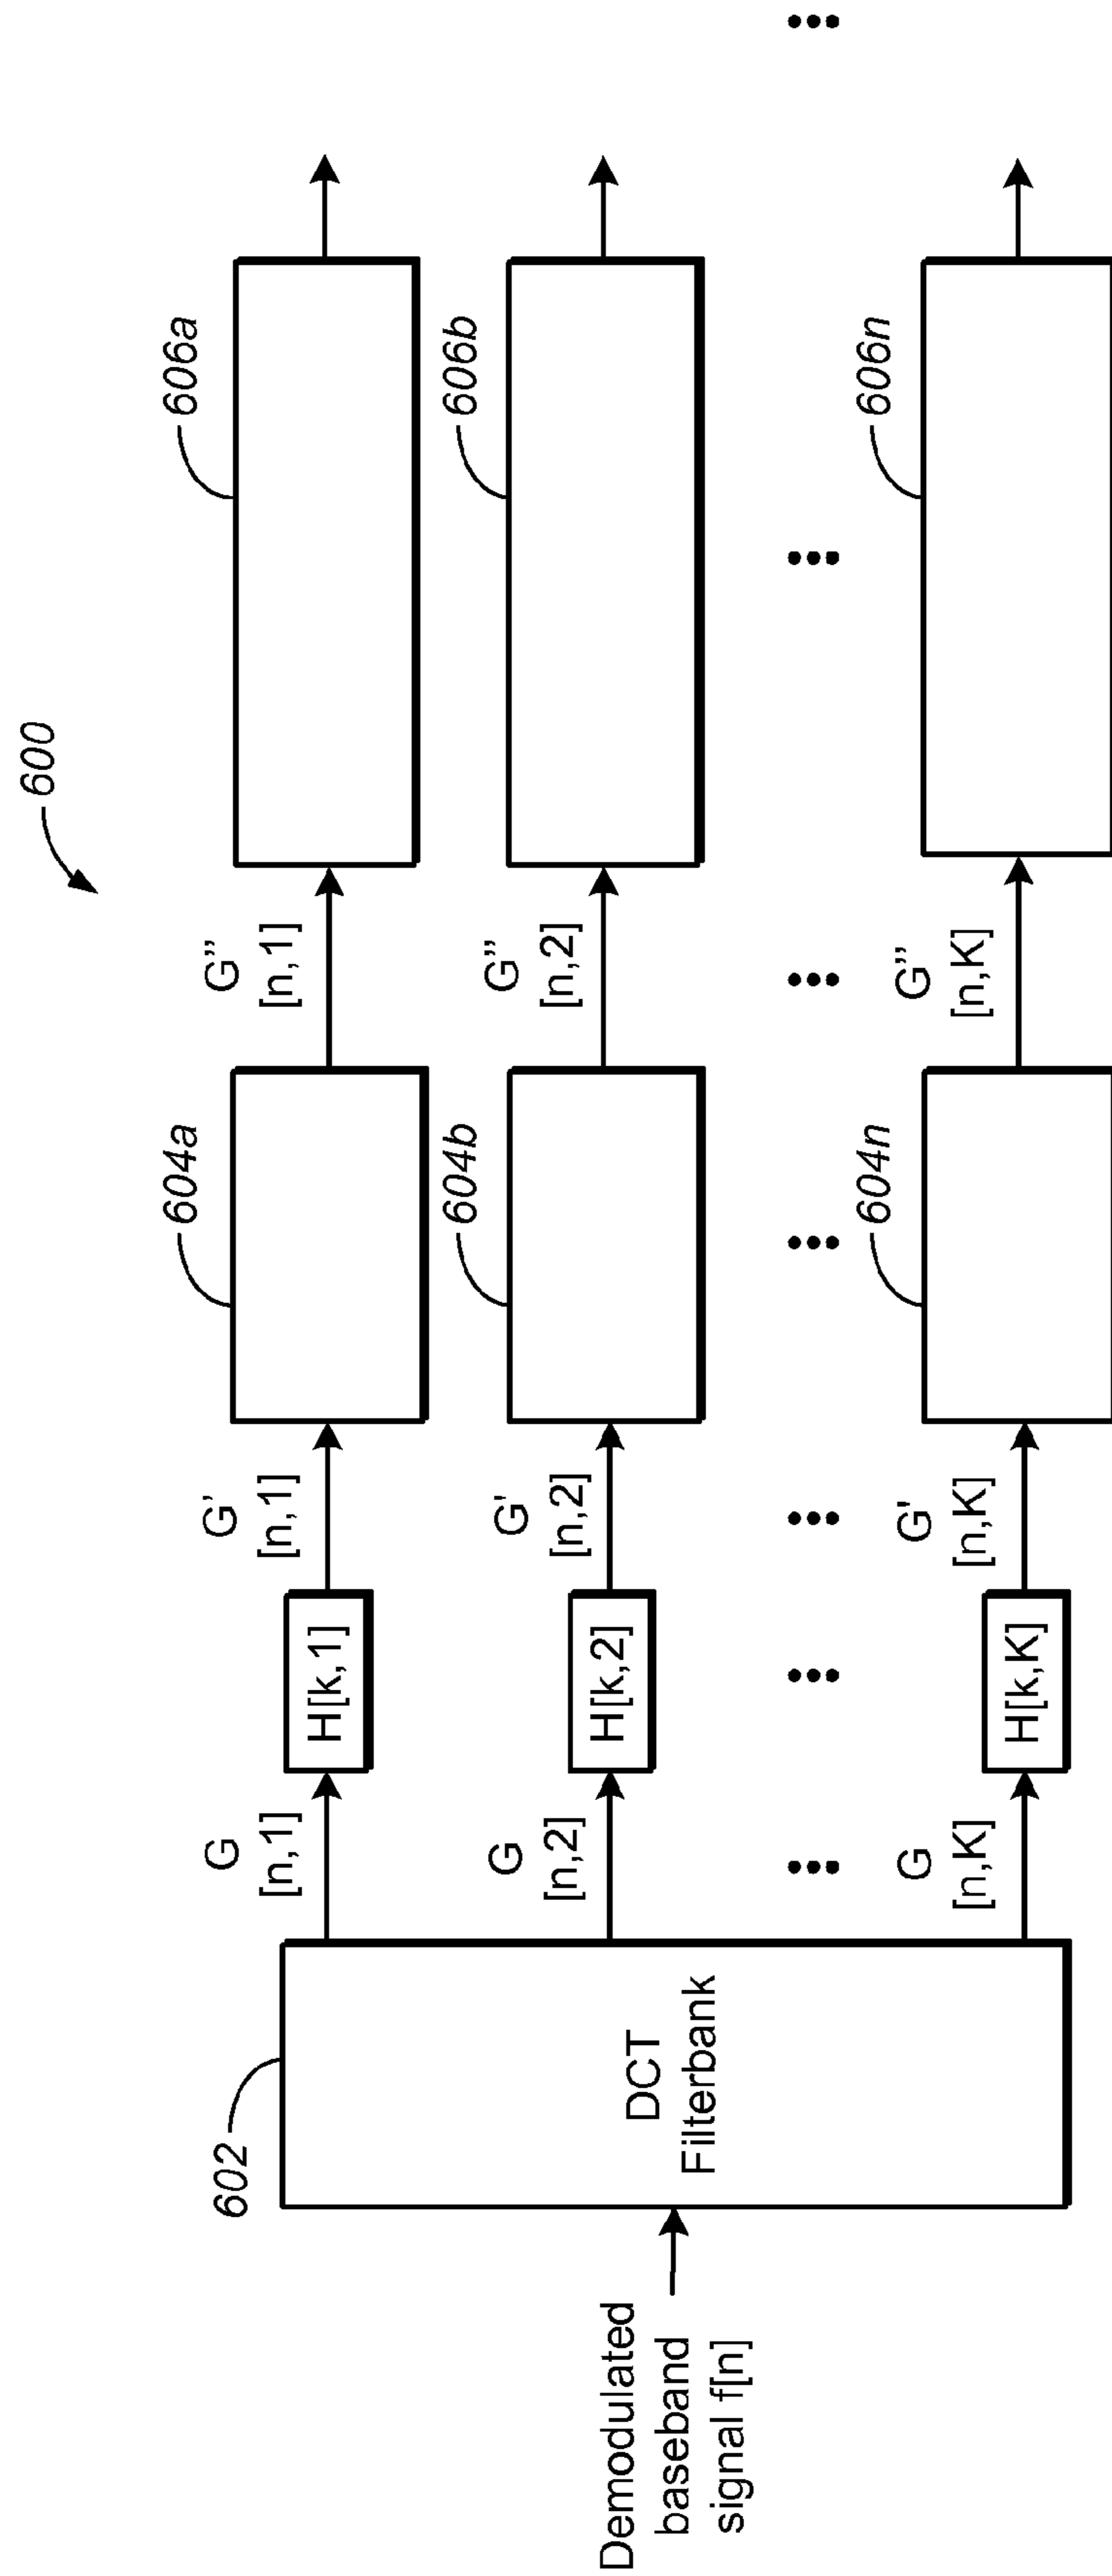 600
Demodulated
baseband
signal f[n]
602
DCT
Filterbank
G
[n,1]
H[k,1]
G’
[n,1]
604a
G”
[n,1]
606a
G
[n,2]
H[k,2]
G'
[n,2]
604b
G”
[n,2]
606b
G
[n,K]
H[k,K]
G'
[n,K]
604n
G”
[n,K]
606n